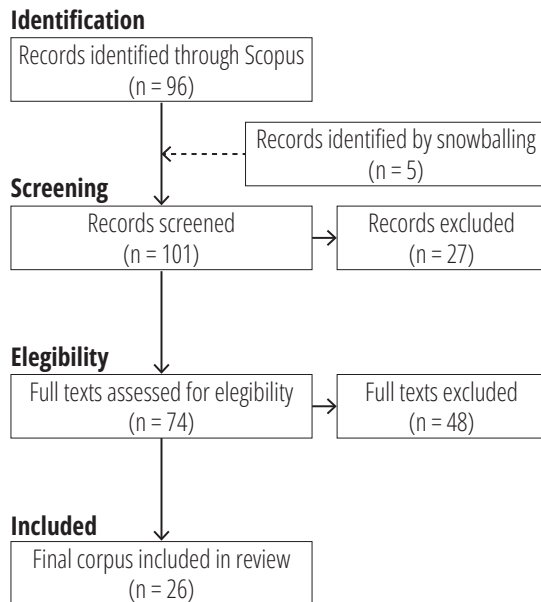 Identification
Records identified through Scopus
(n = 96)
Records identified by snowballing
(n = 5)
Screening
Records screened
(n = 101)
Records excluded
(n = 27)
Elegibility
Full texts assessed for elegibility
(n = 74)
Full texts excluded
(n = 48)
Included
Final corpus included in review
(n = 26)